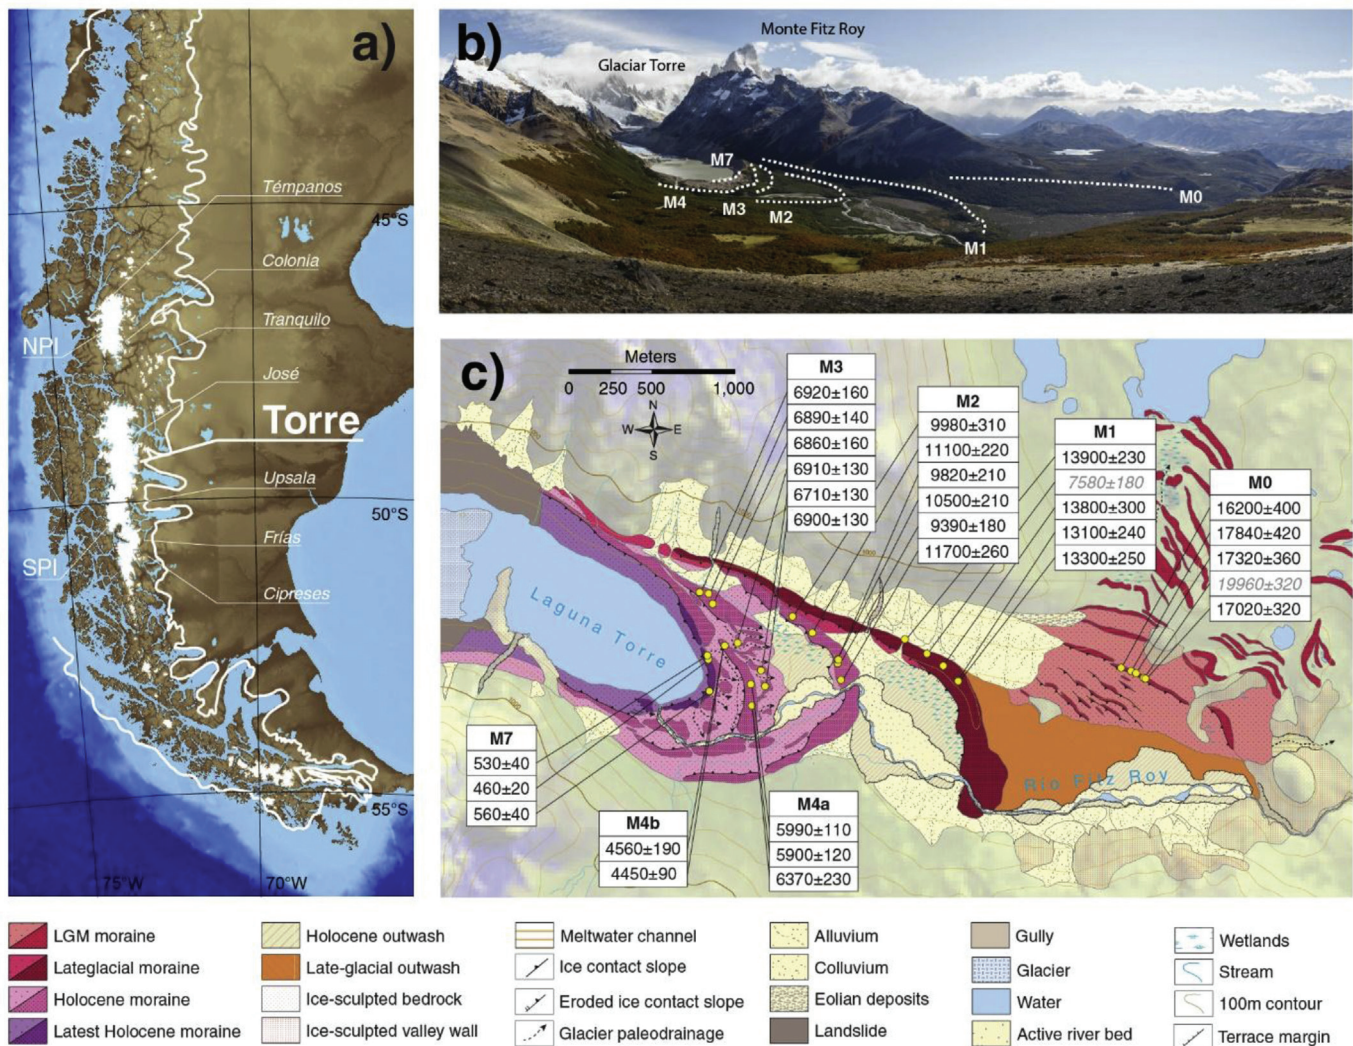 a)
Témpanos
45°S
Colonia
Tranquilo
NPI
José
Torre
Upsala
50°S
Frías
SPI
Cipreses
55°S
75°W
70°W
b)
Monte Fitz Roy
Glaciar Torre
M7
M4
M3
M2
M1
M0
c)
Meters
0 250 500 1,000
N
W E
S
M3
6920±160
6890±140
6860±160
6910±130
6710±130
6900±130
M2
9980±310
11100±220
9820±210
10500±210
9390±180
11700±260
M1
13900±230
7580±180
13800±300
13100±240
13300±250
M0
16200±400
17840±420
17320±360
19960±320
17020±320
Laguna Torre
Río Fitz Roy
M7
530±40
460±20
560±40
M4b
4560±190
4450±90
M4a
5990±110
5900±120
6370±230
LGM moraine
Lateglacial moraine
Holocene moraine
Latest Holocene moraine
Holocene outwash
Late-glacial outwash
Ice-sculpted bedrock
Ice-sculpted valley wall
Meltwater channel
Ice contact slope
Eroded ice contact slope
Glacier paleodrainage
Alluvium
Colluvium
Eolian deposits
Landslide
Gully
Glacier
Water
Active river bed
Wetlands
Stream
100m contour
Terrace margin